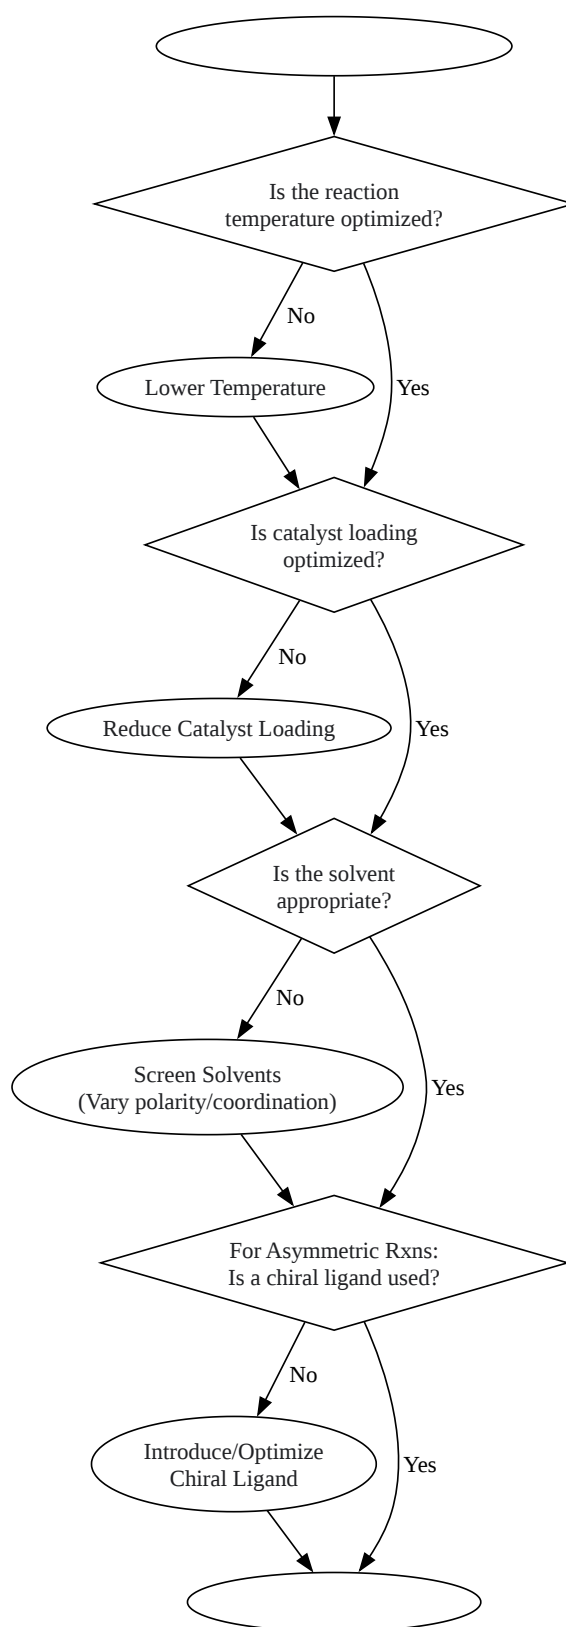 Is the reaction
temperature optimized?
No
Lower Temperature
Yes
Is catalyst loading
optimized?
No
Reduce Catalyst Loading
Yes
Is the solvent
appropriate?
No
Screen Solvents
(Vary polarity/coordination)
Yes
For Asymmetric Rxns:
Is a chiral ligand used?
No
Introduce/Optimize
Chiral Ligand
Yes